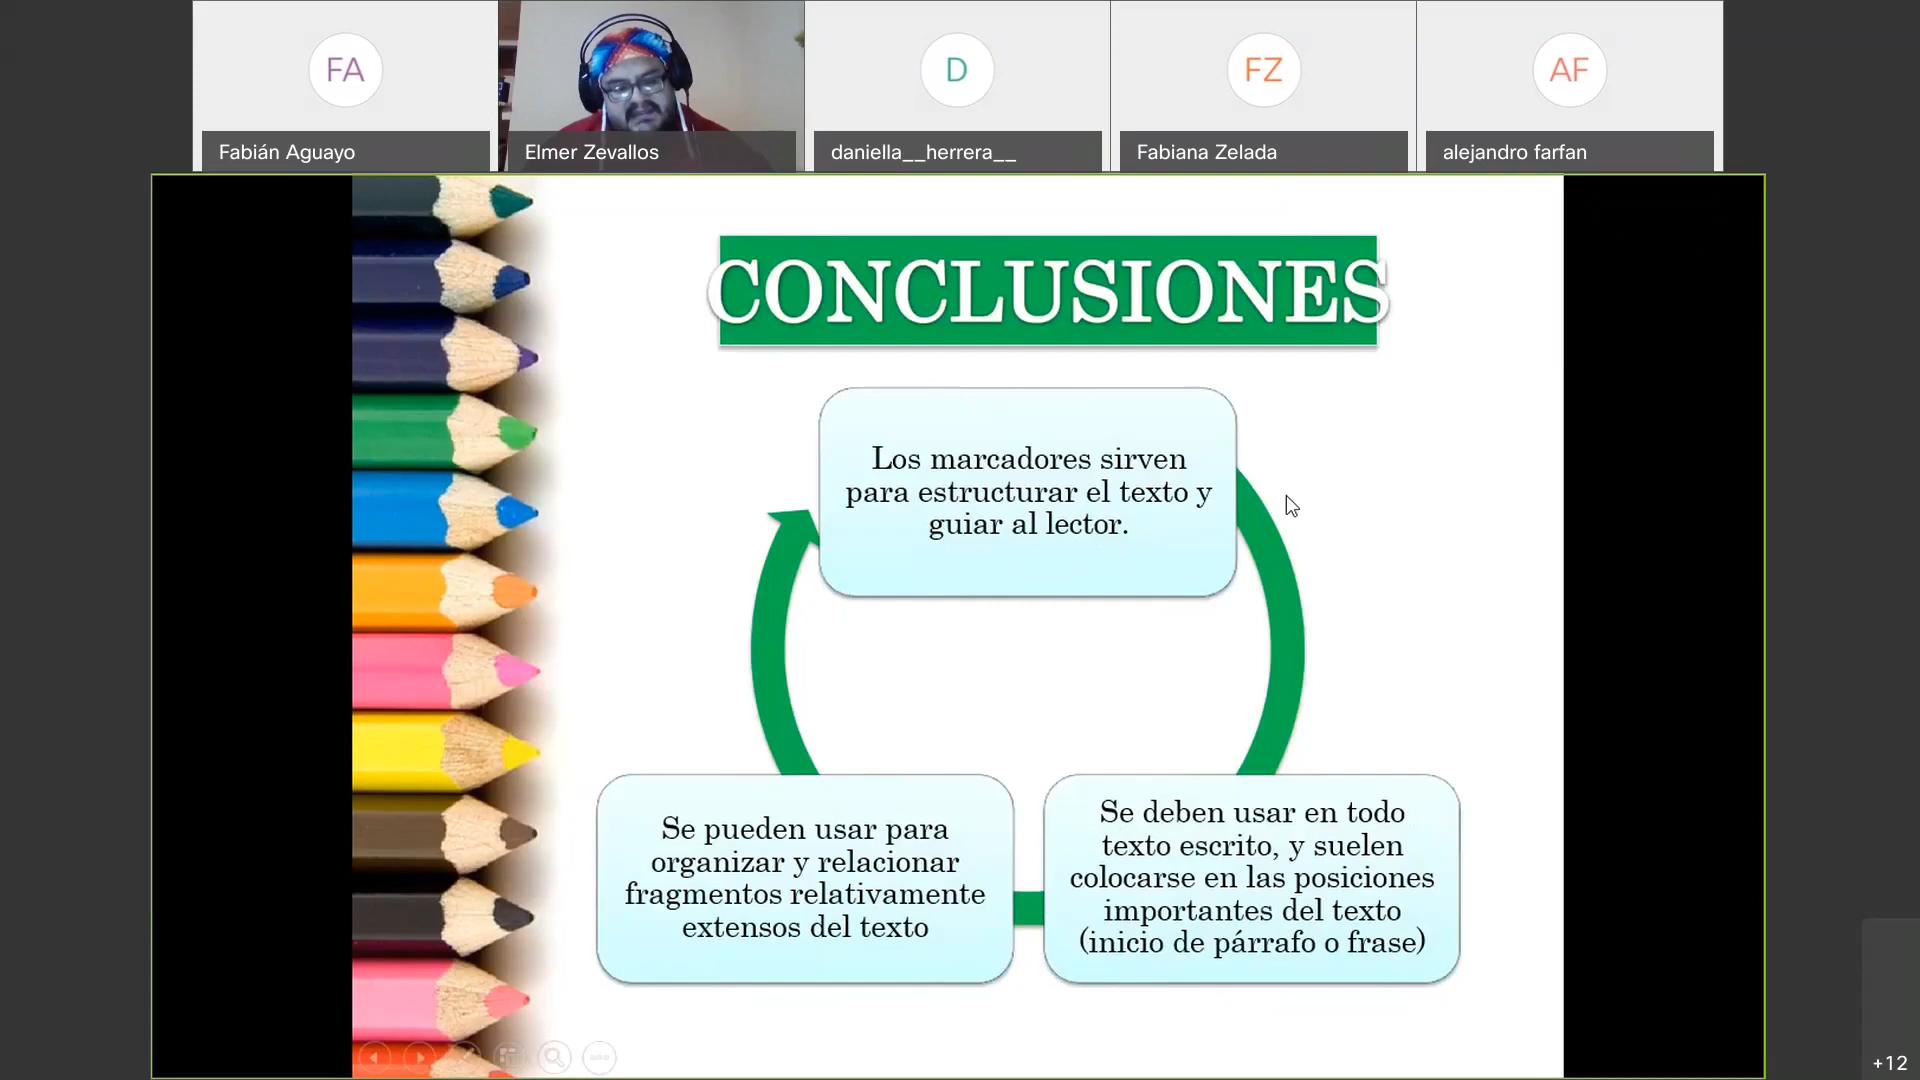 FA
Fabián Aguayo
Elmer Zevallos
D
daniella__herrera__
FZ
Fabiana Zelada
AF
alejandro farfan
CONCLUSIONES
Los marcadores sirven
para estructurar el texto y
guiar al lector.
Se pueden usar para
organizar y relacionar
fragmentos relativamente
extensos del texto
Se deben usar en todo
texto escrito, y suelen
colocarse en las posiciones
importantes del texto
(inicio de párrafo o frase)
+12